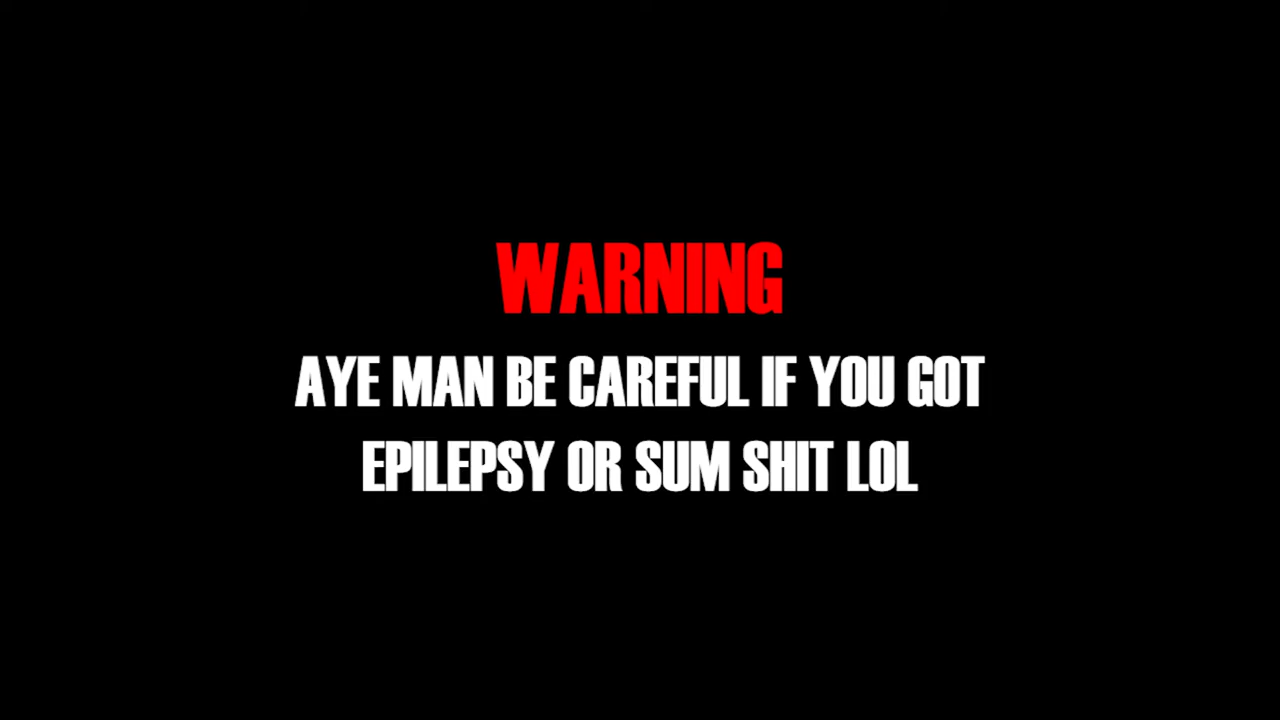 WARNING
AYE MAN BE CAREFUL IF YOU GOT
EPILEPSY OR SUM SHIT LOL